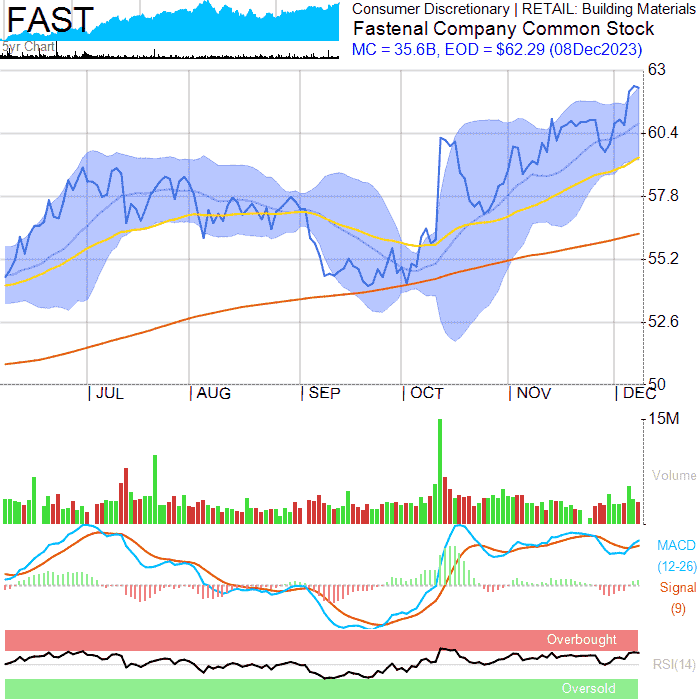 FAST
5yr Chart
Consumer Discretionary | RETAIL: Building Materials
Fastenal Company Common Stock
MC = 35.6B, EOD = $62.29 (08Dec2023)
63
60.4
57.8
55.2
52.6
50
| JUL | AUG | SEP | OCT | NOV | DEC
15M
Volume
MACD
(12-26)
Signal
(9)
Overbought
RSI(14)
Oversold